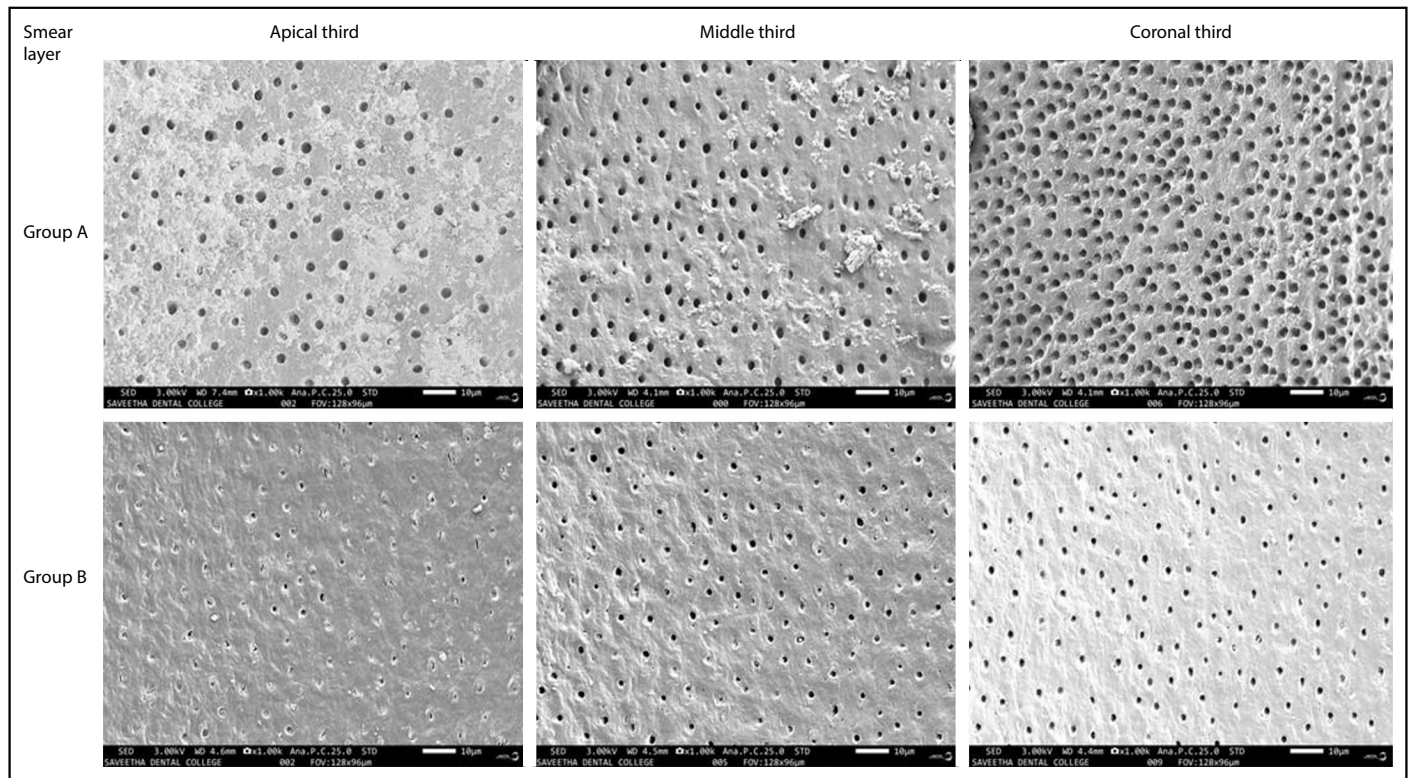 Smear
layer
Apical third
Middle third
Coronal third
Group A
SED 3.00kV WD 7.4mm x1.00k Ana.P.C.25.0 STD 10µm
SAVEETHA DENTAL COLLEGE 002 FOV:128x96µm
SED 3.00kV WD 4.1mm x1.00k Ana.P.C.25.0 STD 10µm
SAVEETHA DENTAL COLLEGE 000 FOV:128x96µm
SED 3.00kV WD 4.1mm x1.00k Ana.P.C.25.0 STD 10µm
SAVEETHA DENTAL COLLEGE 006 FOV:128x96µm
Group B
SED 3.00kV WD 4.6mm x1.00k Ana.P.C.25.0 STD 10µm
SAVEETHA DENTAL COLLEGE 002 FOV:128x96µm
SED 3.00kV WD 4.5mm x1.00k Ana.P.C.25.0 STD 10µm
SAVEETHA DENTAL COLLEGE 005 FOV:128x96µm
SED 3.00kV WD 4.4mm x1.00k Ana.P.C.25.0 STD 10µm
SAVEETHA DENTAL COLLEGE 009 FOV:128x96µm